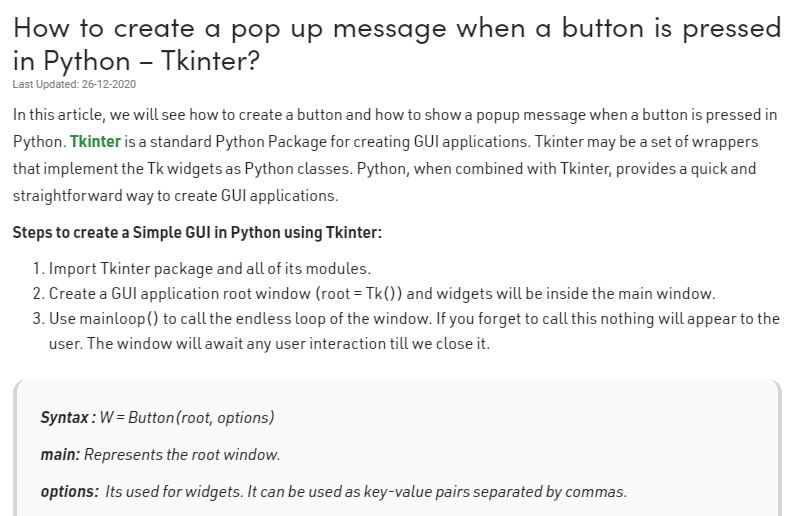 How to create a pop up message when a button is pressed
in Python – Tkinter?
Last Updated: 26-12-2020
In this article, we will see how to create a button and how to show a popup message when a button is pressed in
Python. Tkinter is a standard Python Package for creating GUI applications. Tkinter may be a set of wrappers
that implement the Tk widgets as Python classes. Python, when combined with Tkinter, provides a quick and
straightforward way to create GUI applications.
Steps to create a Simple GUI in Python using Tkinter:
1. Import Tkinter package and all of its modules.
2. Create a GUI application root window (root = Tk()) and widgets will be inside the main window.
3. Use mainloop() to call the endless loop of the window. If you forget to call this nothing will appear to the
user. The window will await any user interaction till we close it.
Syntax : W = Button(root, options)
main: Represents the root window.
options: Its used for widgets. It can be used as key-value pairs separated by commas.